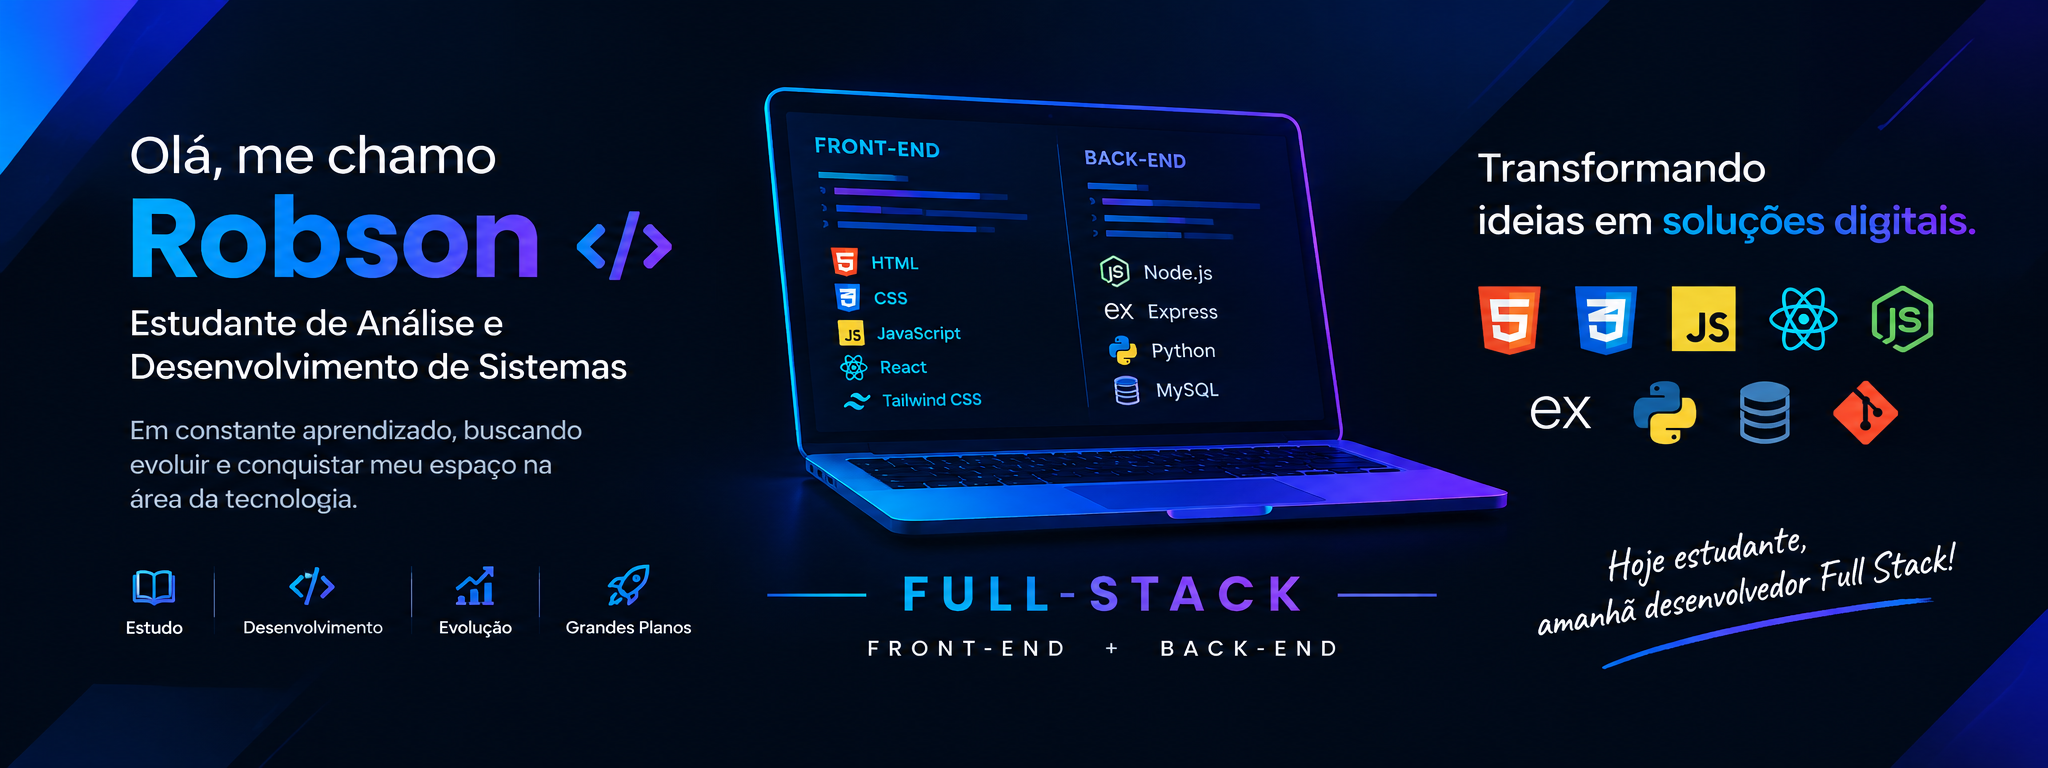 Olá, me chamo
Robson </>
Estudante de Análise e
Desenvolvimento de Sistemas
Em constante aprendizado, buscando
evoluir e conquistar meu espaço na
área da tecnologia.
Estudo
Desenvolvimento
Evolução
Grandes Planos
FRONT-END
HTML
CSS
JavaScript
React
Tailwind CSS
BACK-END
Node.js
ex Express
Python
MySQL
FULL-STACK
FRONT-END + BACK-END
Transformando
ideias em soluções digitais.
JS
JS
ex
Hoje estudante,
amanhã desenvolvedor Full Stack!